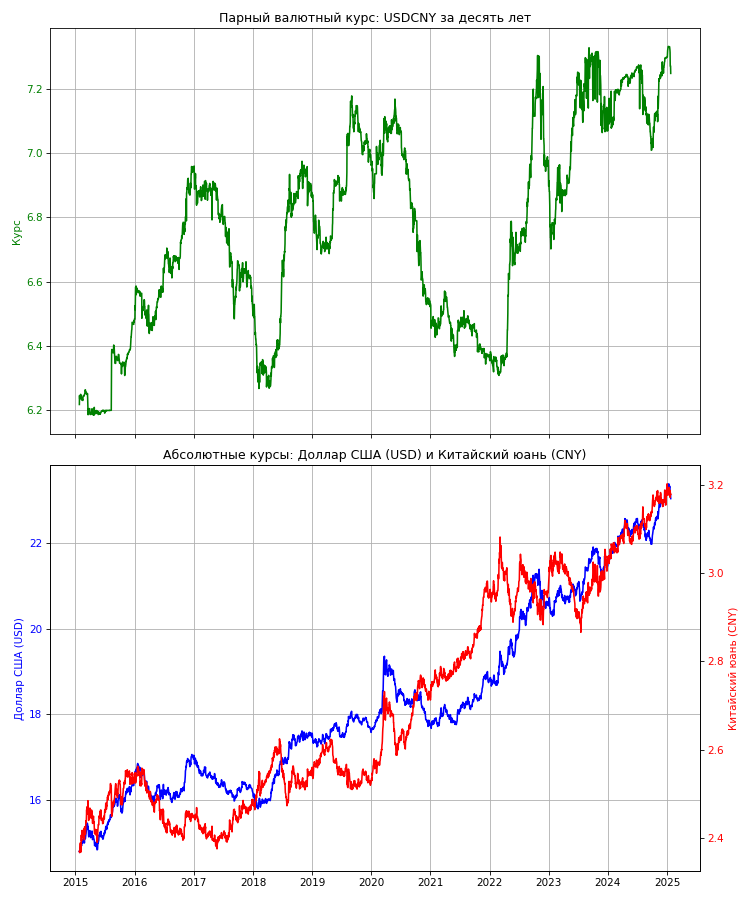 Парный валютный курс: USDCNY за десять лет
7.2
7.0
6.8
6.6
6.4
6.2
Курс
Абсолютные курсы: Доллар США (USD) и Китайский юань (CNY)
22
20
18
16
Доллар США (USD)
3.2
3.0
2.8
2.6
2.4
Китайский юань (CNY)
2015 2016 2017 2018 2019 2020 2021 2022 2023 2024 2025